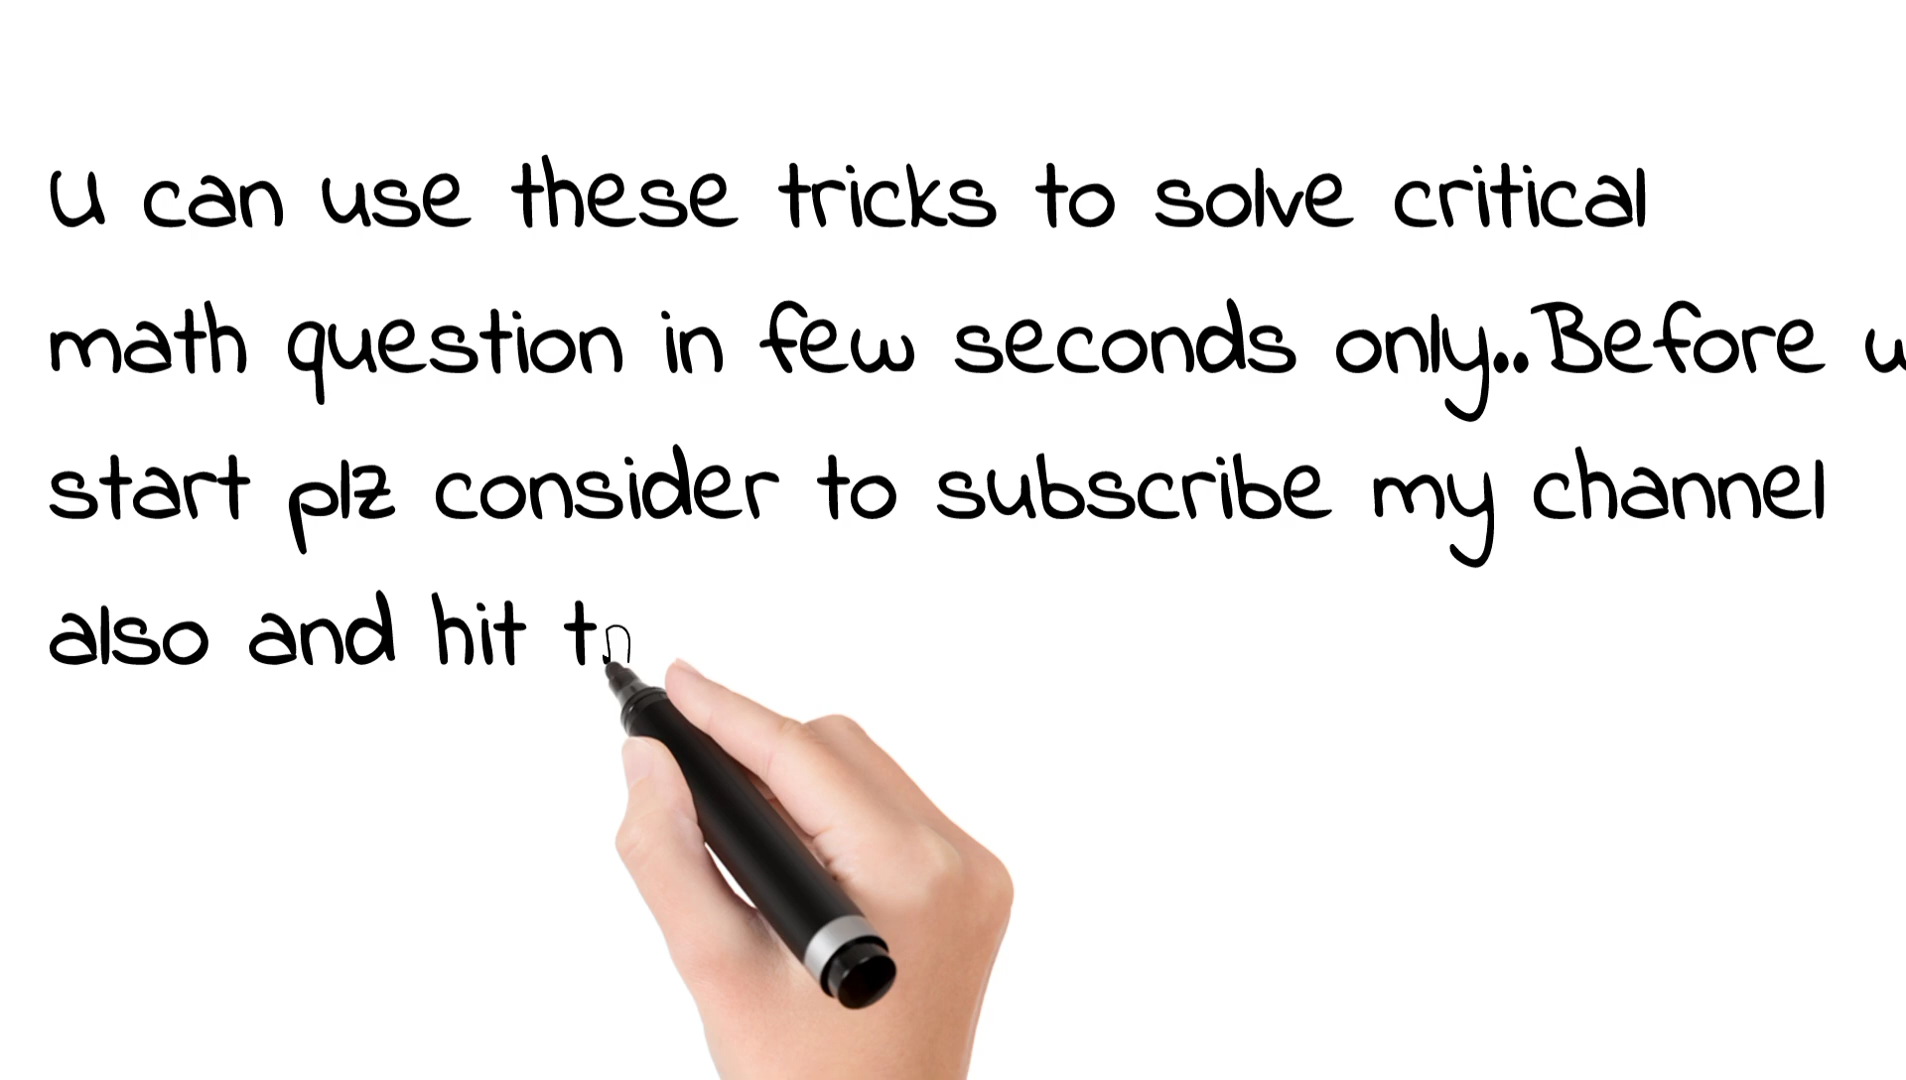 U can use these tricks to solve critical
math question in few seconds only..Before
start plz consider to subscribe my channel
also and hit